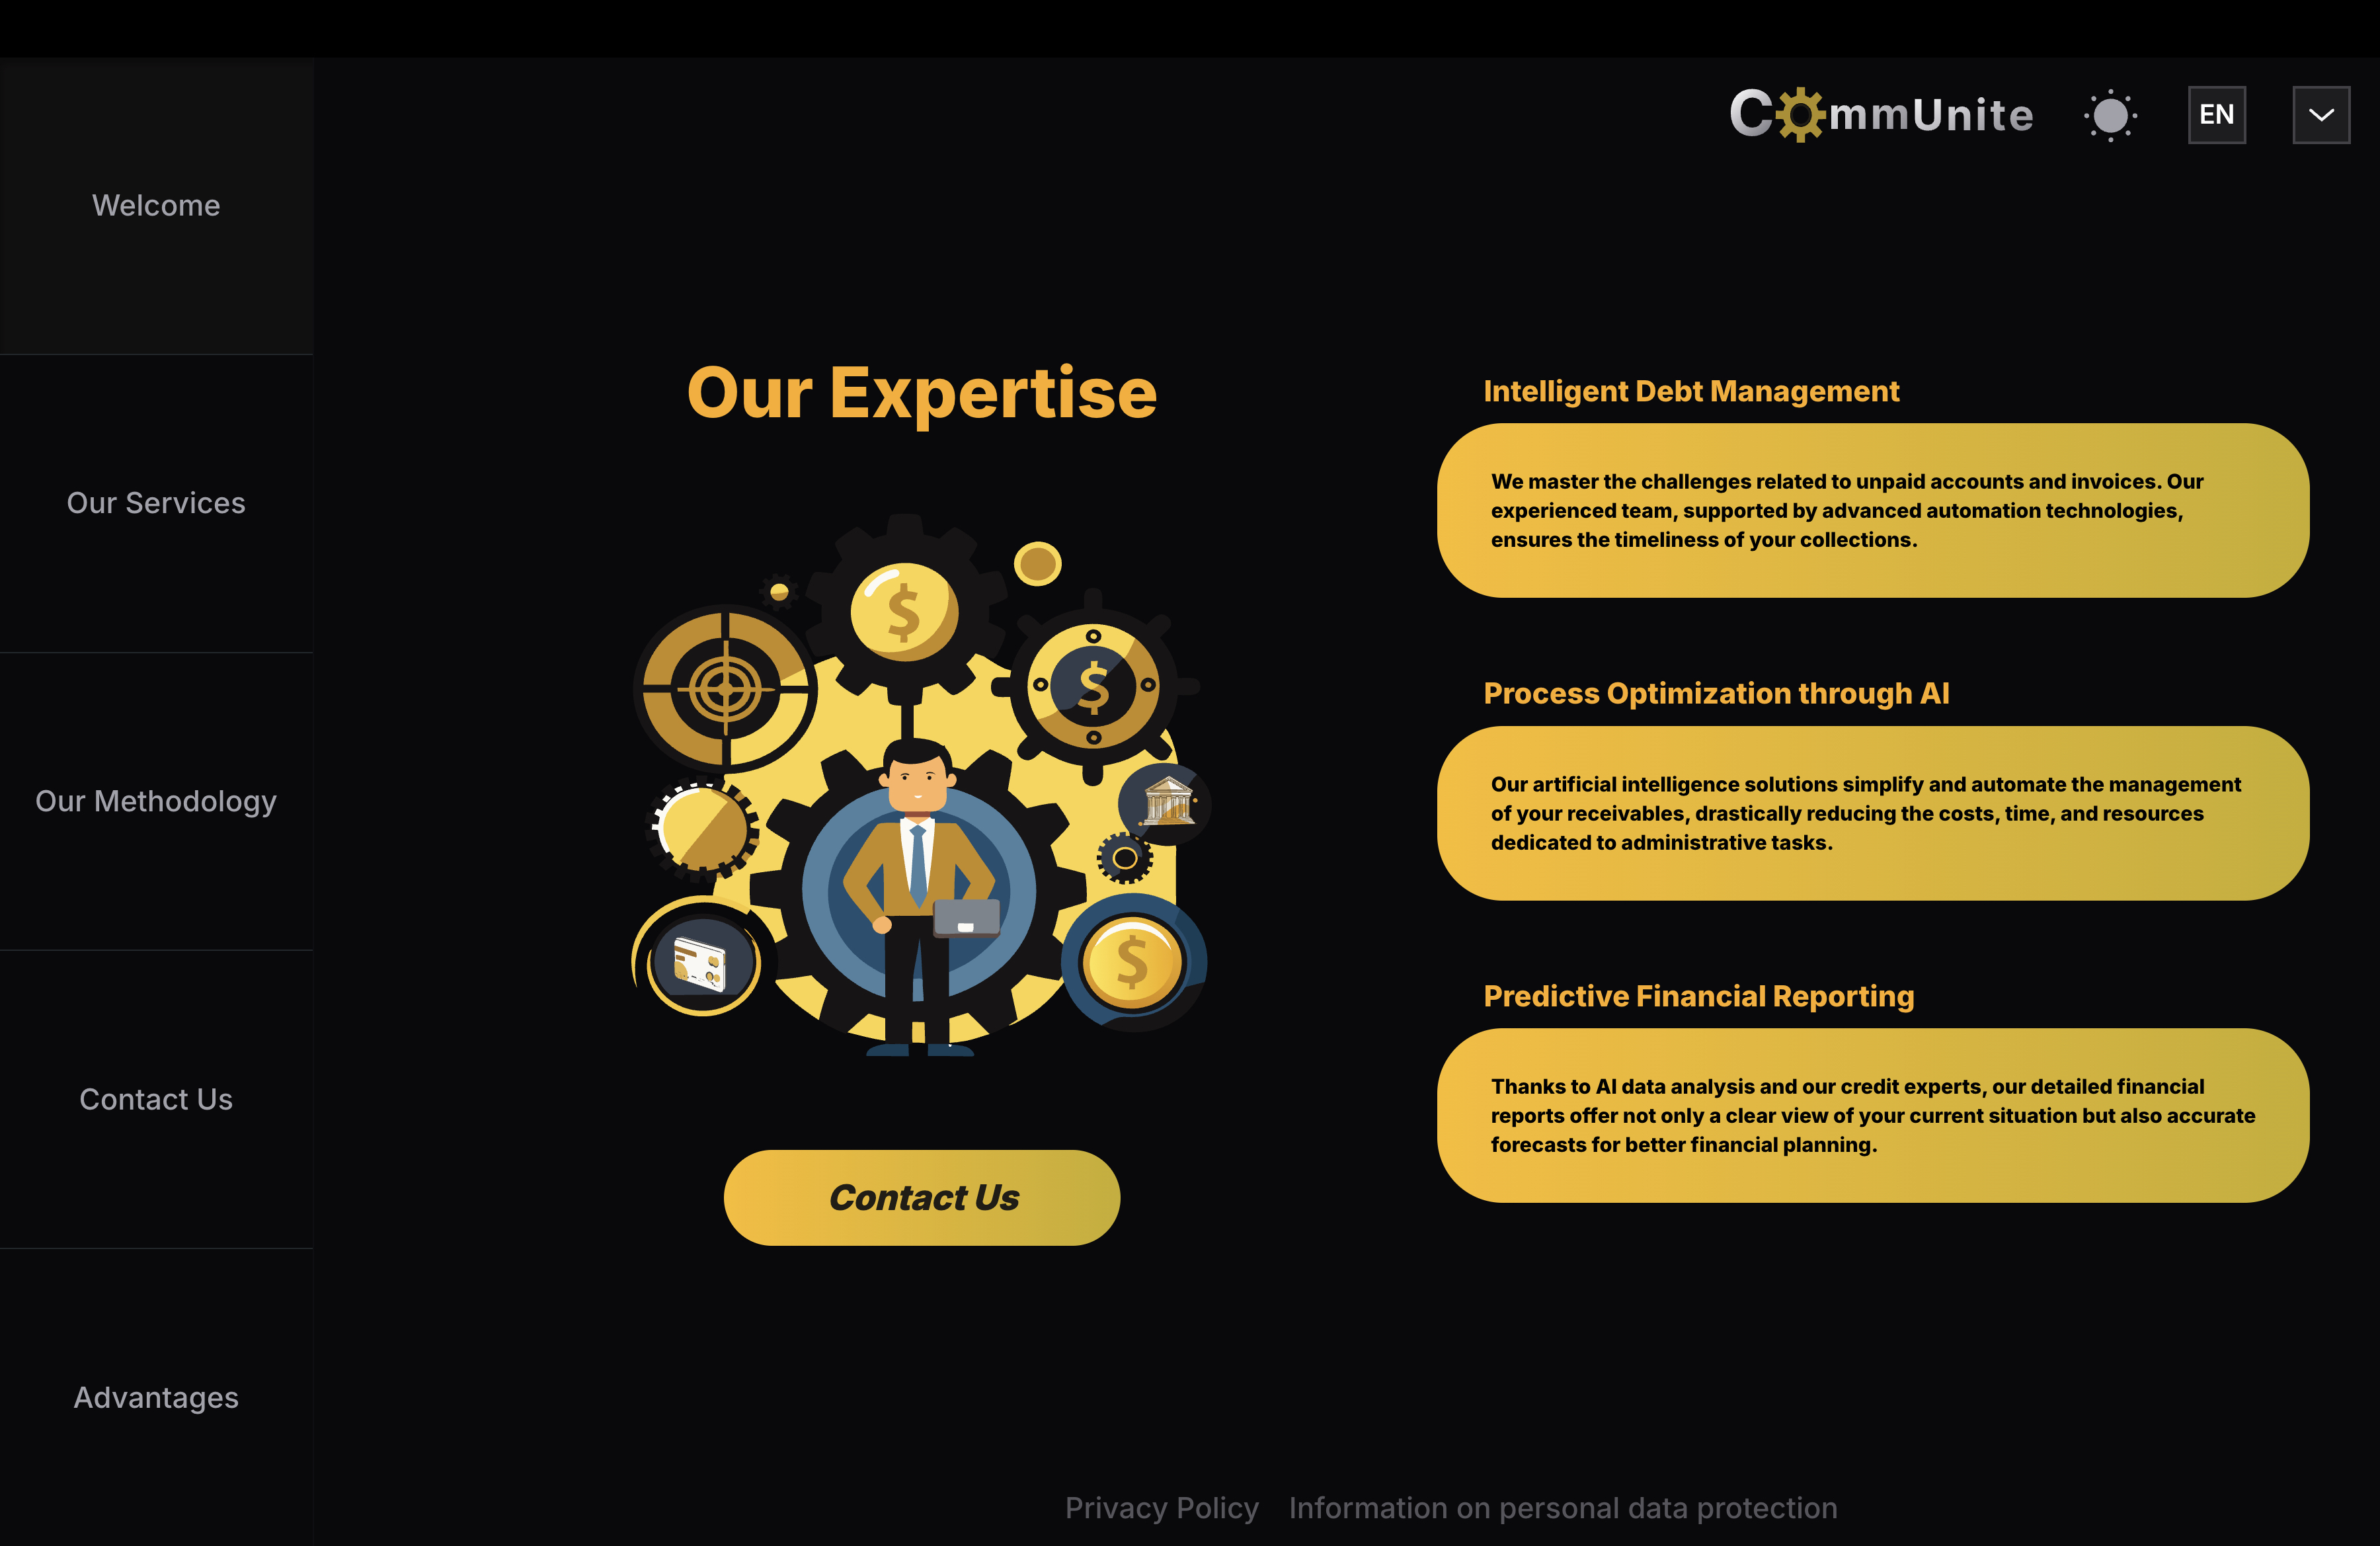 CommUnite
EN
Welcome
Our Services
Our Methodology
Contact Us
Advantages
Our Expertise
$
$
$
Contact Us
Intelligent Debt Management
We master the challenges related to unpaid accounts and invoices. Our
experienced team, supported by advanced automation technologies,
ensures the timeliness of your collections.
Process Optimization through AI
Our artificial intelligence solutions simplify and automate the management
of your receivables, drastically reducing the costs, time, and resources
dedicated to administrative tasks.
Predictive Financial Reporting
Thanks to AI data analysis and our credit experts, our detailed financial
reports offer not only a clear view of your current situation but also accurate
forecasts for better financial planning.
Privacy Policy Information on personal data protection